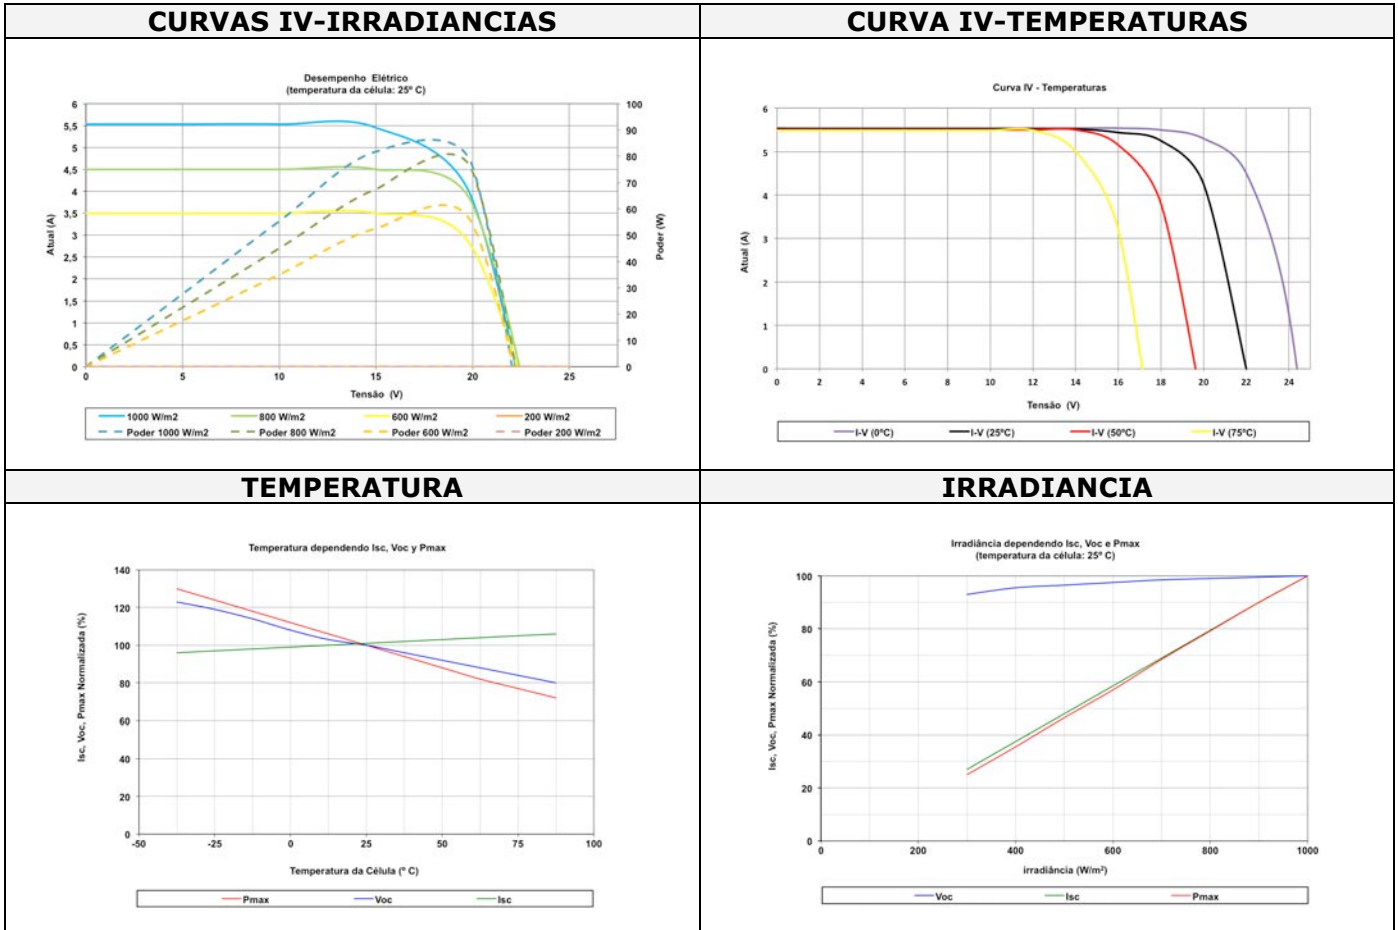 CURVAS IV-IRRADIANCIAS
CURVA IV-TEMPERATURAS
Desempenho Elétrico
(temperatura da célula: 25º C)
6
5,5
5
4,5
4
3,5
3
2,5
2
1,5
1
0,5
0
Atual (A)
100
90
80
70
60
50
40
30
20
10
0
Poder (W)
0 5 10 15 20 25
Tensão (V)
1000 W/m2 800 W/m2 600 W/m2 200 W/m2
Poder 1000 W/m2 Poder 800 W/m2 Poder 600 W/m2 Poder 200 W/m2
Curva IV - Temperaturas
6
5
4
3
2
1
0
Atual (A)
0 2 4 6 8 10 12 14 16 18 20 22 24
Tensão (V)
I-V (0ºC) I-V (25ºC) I-V (50ºC) I-V (75ºC)
TEMPERATURA
IRRADIANCIA
Temperatura dependendo Isc, Voc y Pmax
140
120
100
80
60
40
20
0
Isc, Voc, Pmax Normalizada (%)
-50 -25 0 25 50 75 100
Temperatura da Célula (º C)
Pmax Voc Isc
Irradiância dependendo Isc, Voc e Pmax
(temperatura da célula: 25º C)
100
80
60
40
20
0
Isc, Voc, Pmax Normalizada (%)
0 200 400 600 800 1000
irradiância (W/m²)
Voc Isc Pmax